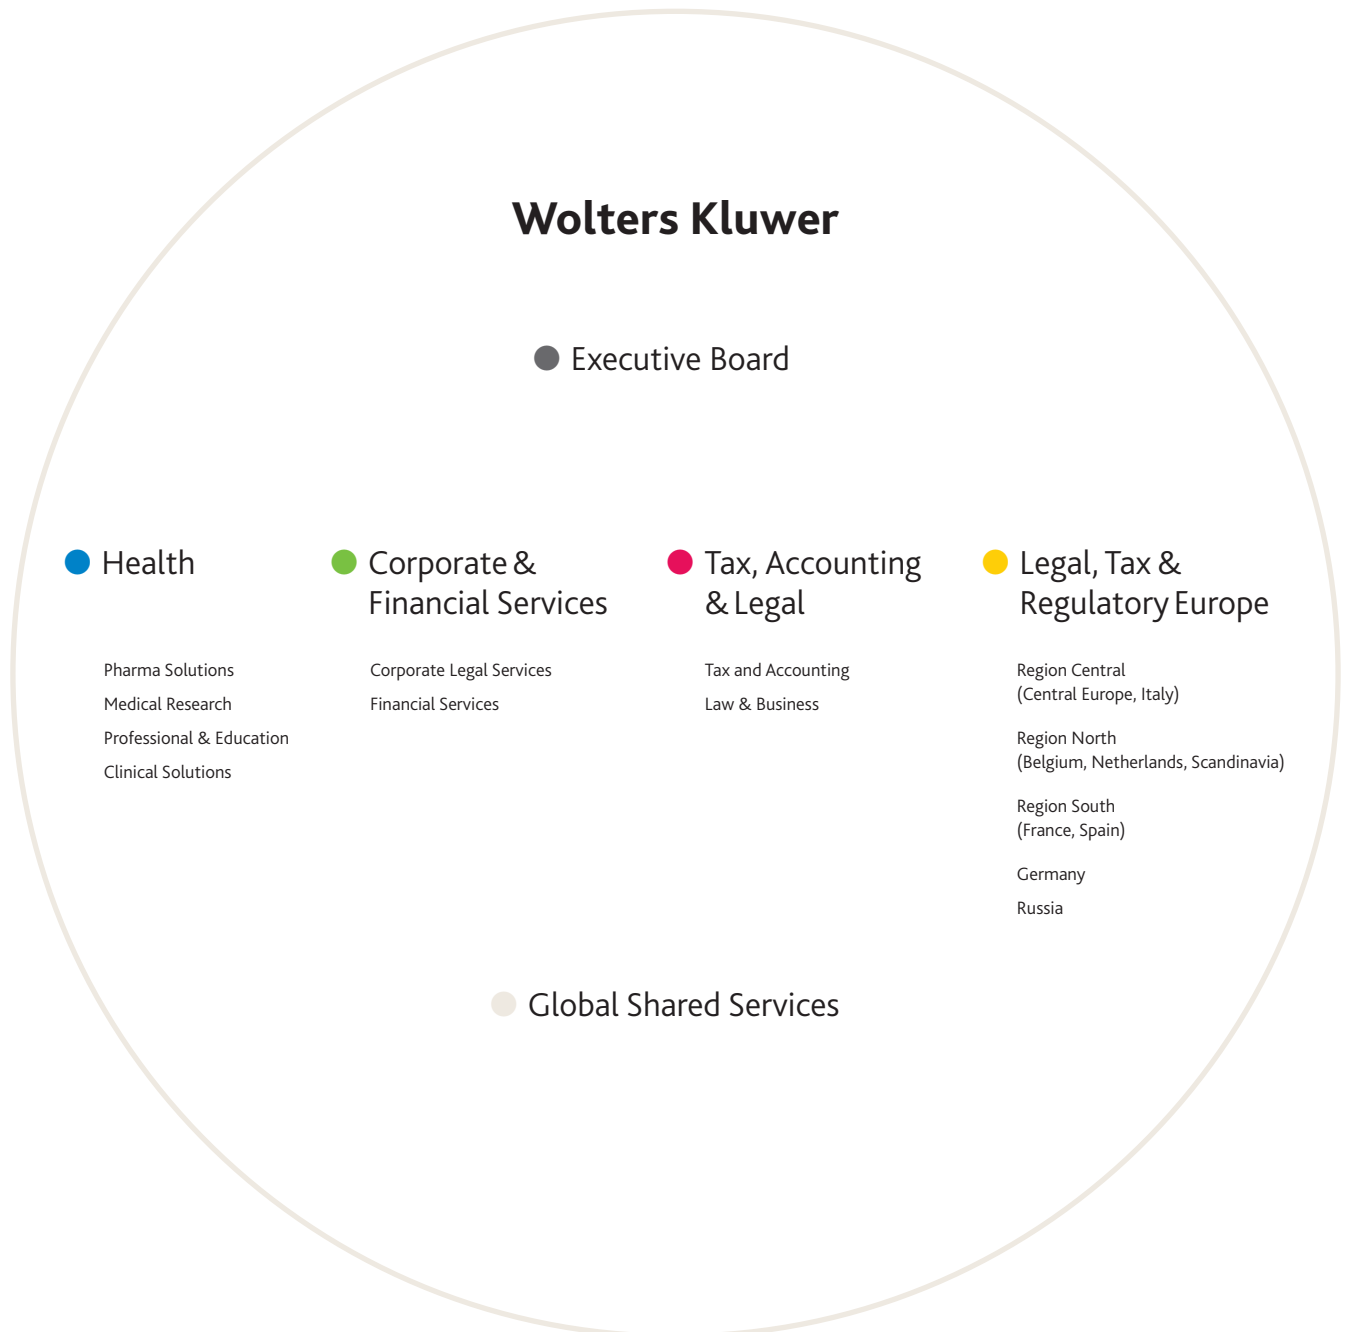 Wolters Kluwer
Executive Board
Health
Pharma Solutions
Medical Research
Professional & Education
Clinical Solutions
Corporate &
Financial Services
Corporate Legal Services
Financial Services
Tax, Accounting
& Legal
Tax and Accounting
Law & Business
Legal, Tax &
Regulatory Europe
Region Central
(Central Europe, Italy)
Region North
(Belgium, Netherlands, Scandinavia)
Region South
(France, Spain)
Germany
Russia
Global Shared Services